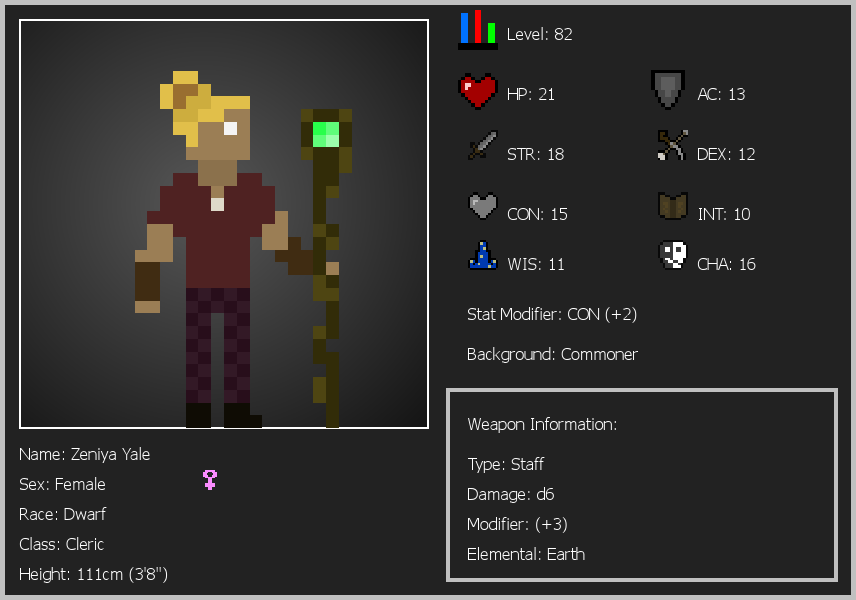 Level: 82
HP: 21
AC: 13
STR: 18
DEX: 12
CON: 15
INT: 10
WIS: 11
CHA: 16
Stat Modifier: CON (+2)
Background: Commoner
Weapon Information:
Type: Staff
Damage: d6
Modifier: (+3)
Elemental: Earth
Name: Zeniya Yale
Sex: Female
Race: Dwarf
Class: Cleric
Height: 111cm (3'8")